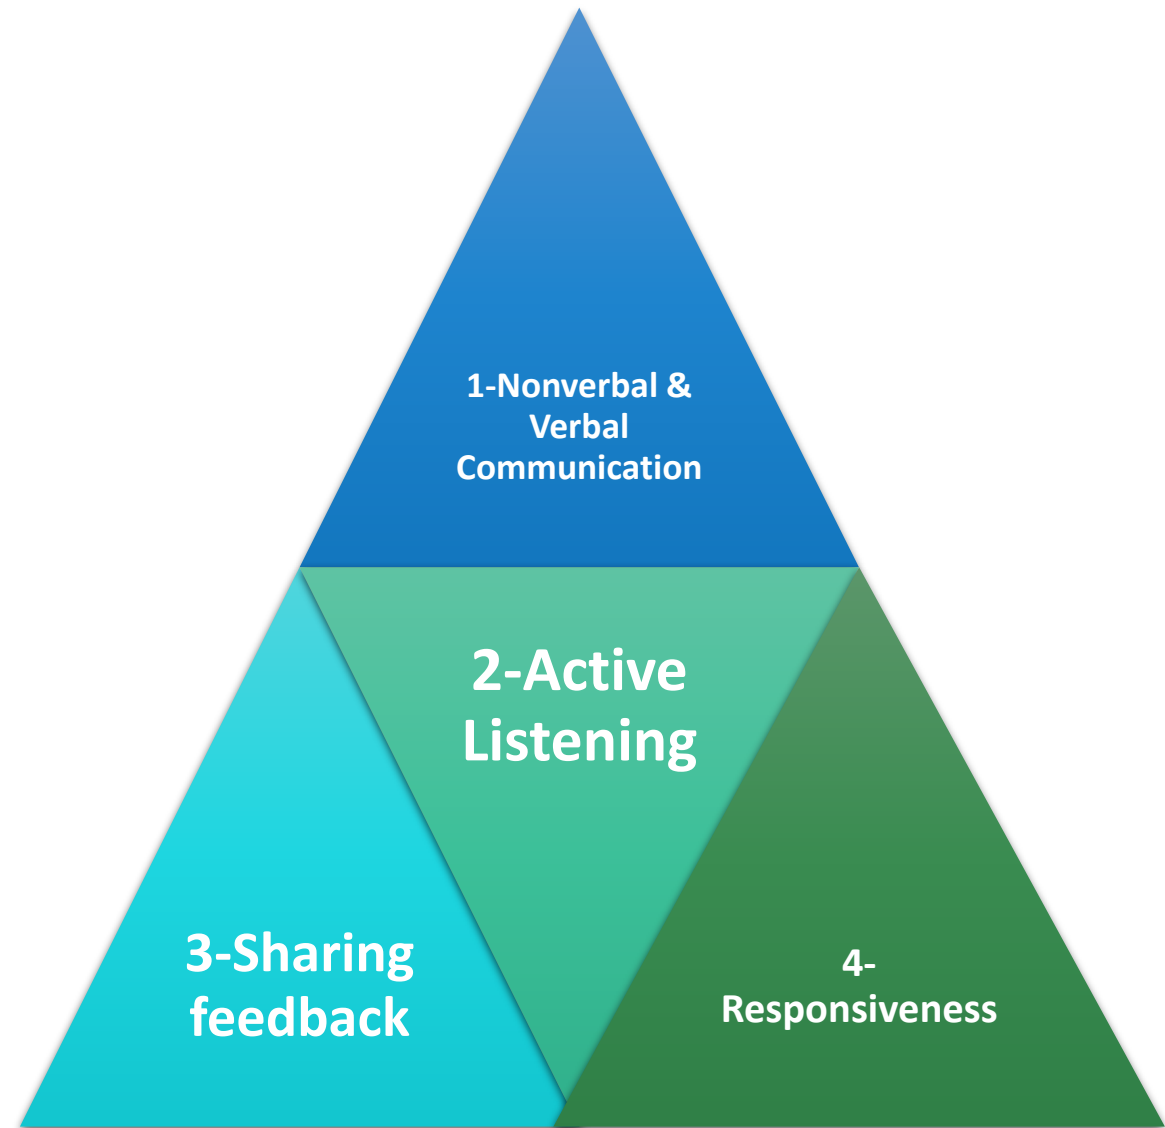 1-Nonverbal &
Verbal
Communication
2-Active
Listening
3-Sharing
feedback
4-
Responsiveness